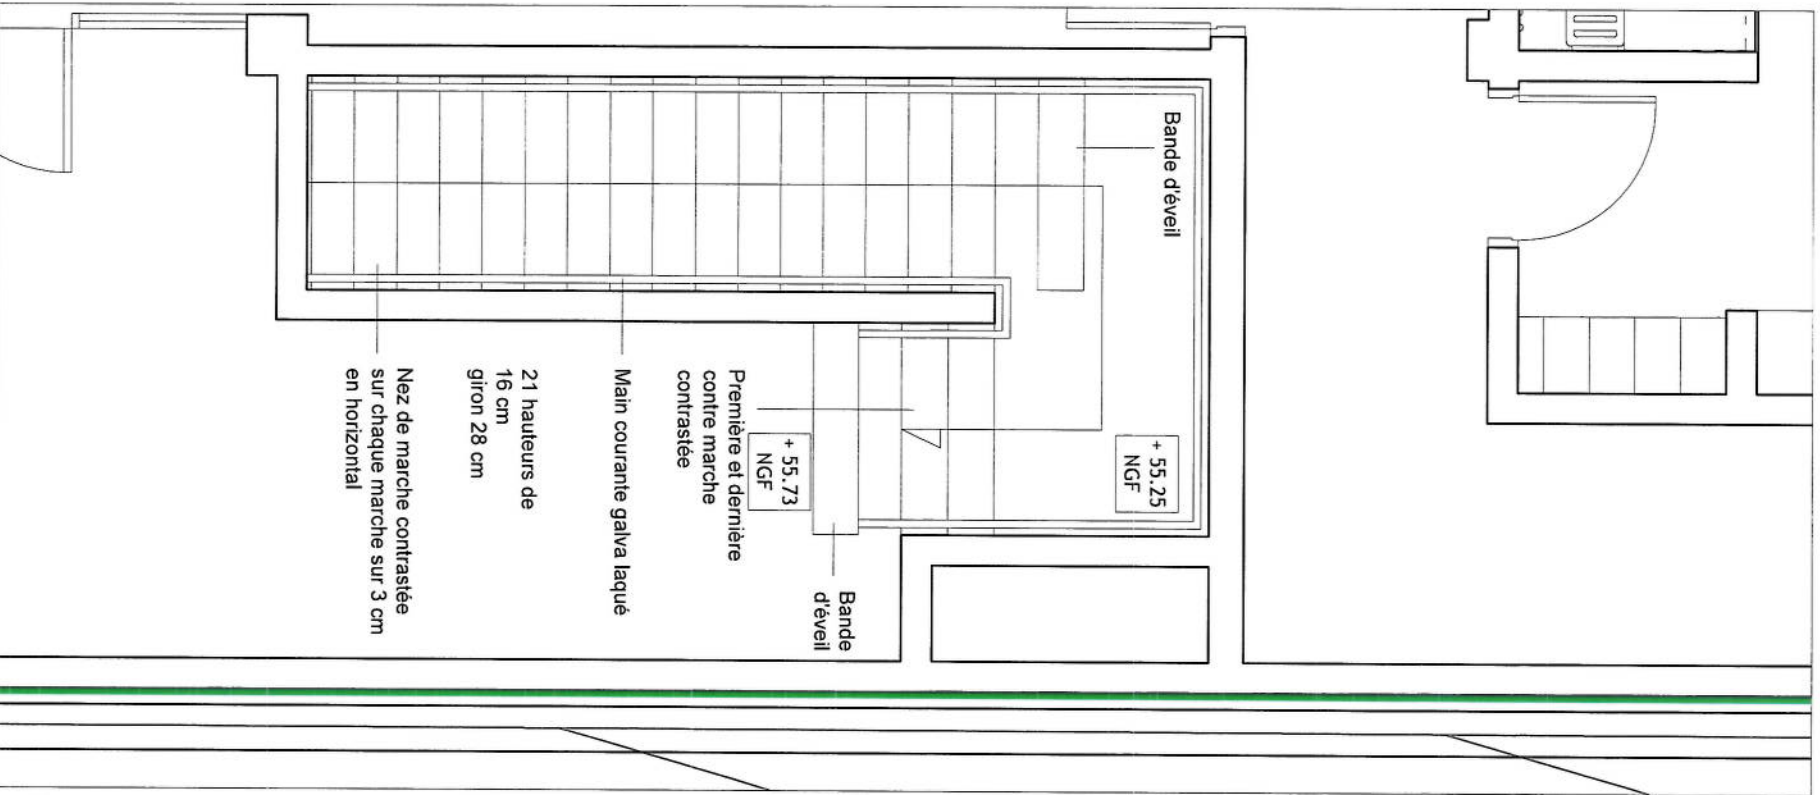 Bande d'éveil
+ 55.25
NGF
Bande
d'éveil
+ 55.73
NGF
Première et dernière
contre marche
contrastée
Main courante galva laqué
21 hauteurs de
16 cm
giron 28 cm
Nez de marche contrastée
sur chaque marche sur 3 cm
en horizontal